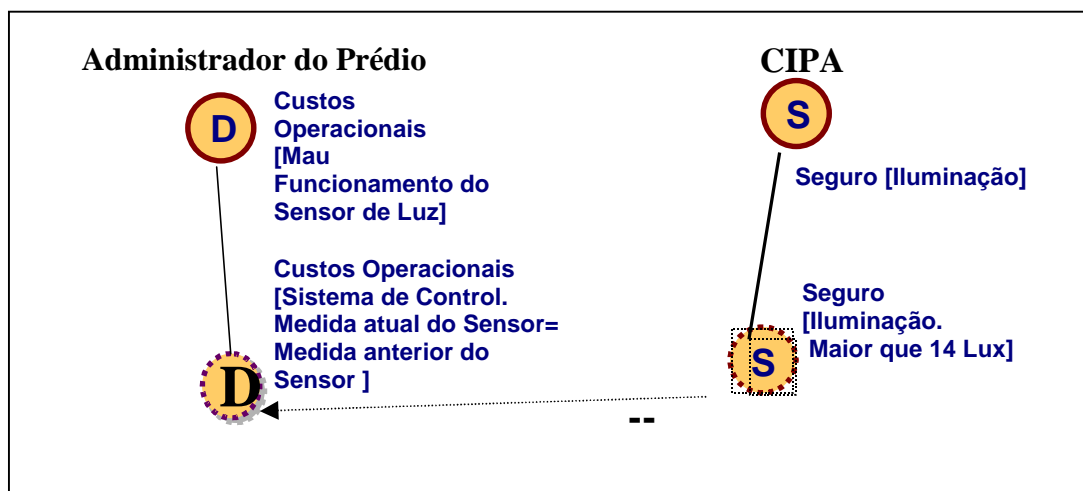 Administrador do Prédio
CIPA
D
Custos
Operacionais
[Mau
Funcionamento do
Sensor de Luz]
S
Seguro [Iluminação]
Custos Operacionais
[Sistema de Control.
Medida atual do Sensor=
Medida anterior do
Sensor ]
D
Seguro
[Iluminação.
Maior que 14 Lux]
S
--